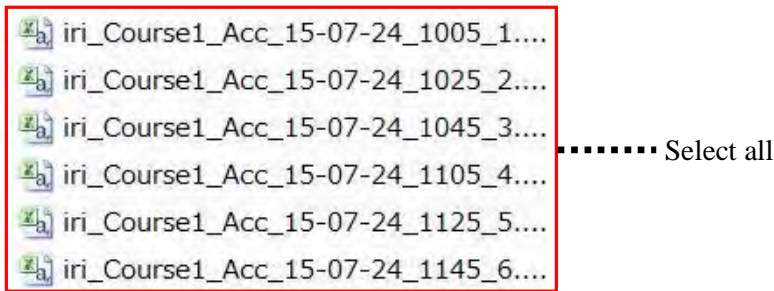 iri_Course1_Acc_15-07-24_1005_1....
iri_Course1_Acc_15-07-24_1025_2....
iri_Course1_Acc_15-07-24_1045_3....
iri_Course1_Acc_15-07-24_1105_4....
Select all
iri_Course1_Acc_15-07-24_1125_5....
iri_Course1_Acc_15-07-24_1145_6....